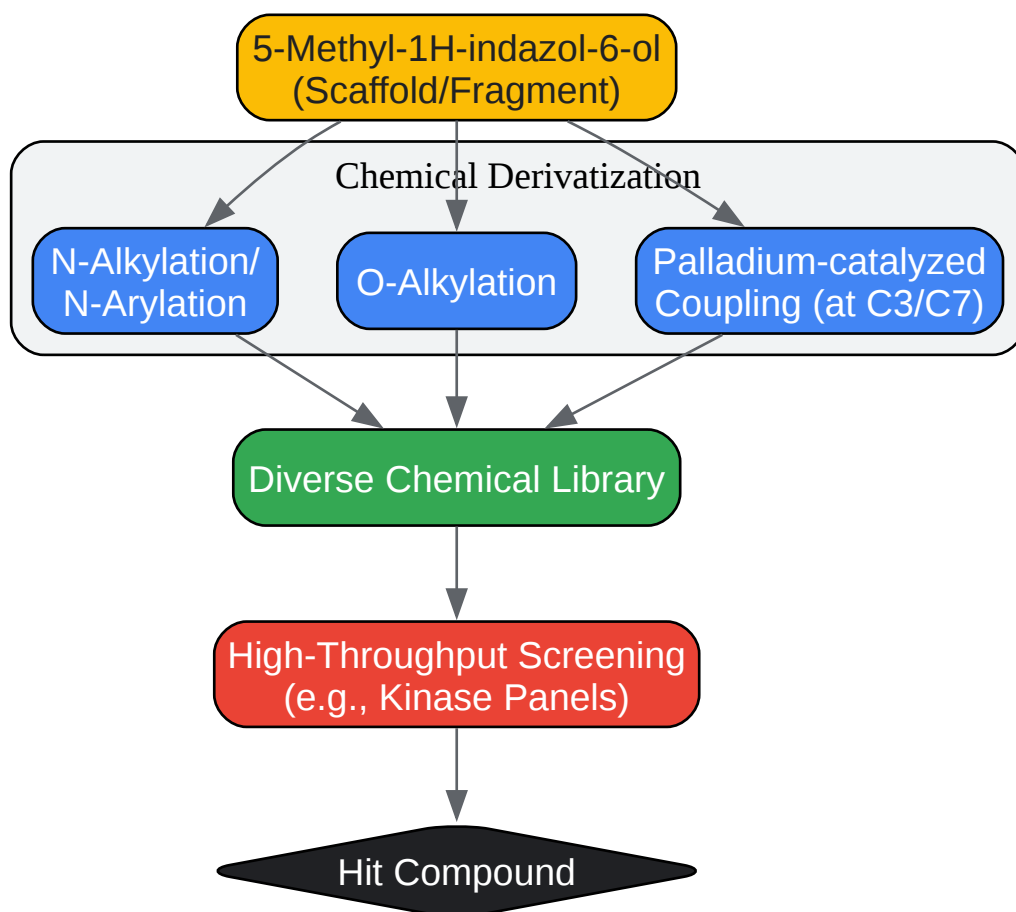 5-Methyl-1H-indazol-6-ol
(Scaffold/Fragment)
Chemical Derivatization
N-Alkylation/
N-Arylation
O-Alkylation
Palladium-catalyzed
Coupling (at C3/C7)
Diverse Chemical Library
High-Throughput Screening
(e.g., Kinase Panels)
Hit Compound